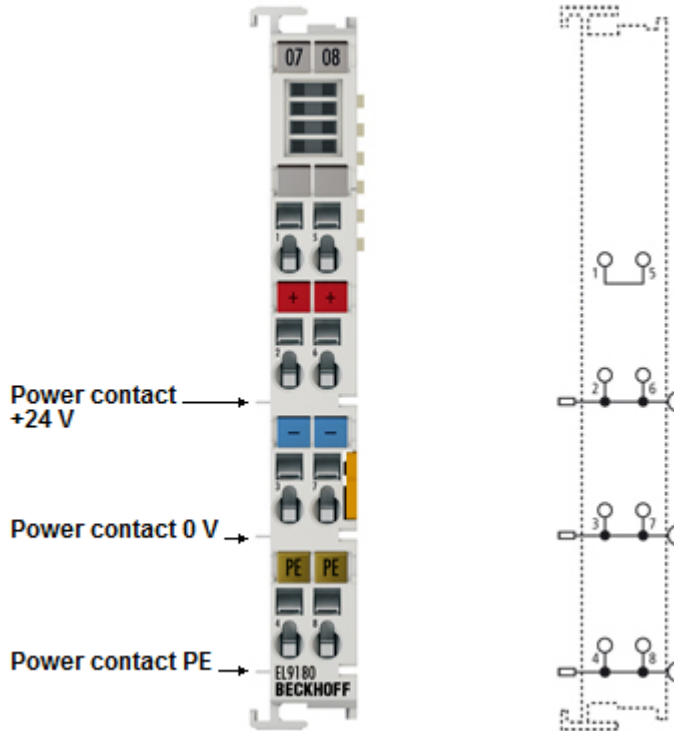 07 08
1 5
+ +
2 6
Power contact
+24 V
− −
3 7
Power contact 0 V
PE PE
4 8
Power contact PE
EL9180
BECKHOFF
1 5
2 6
3 7
4 8